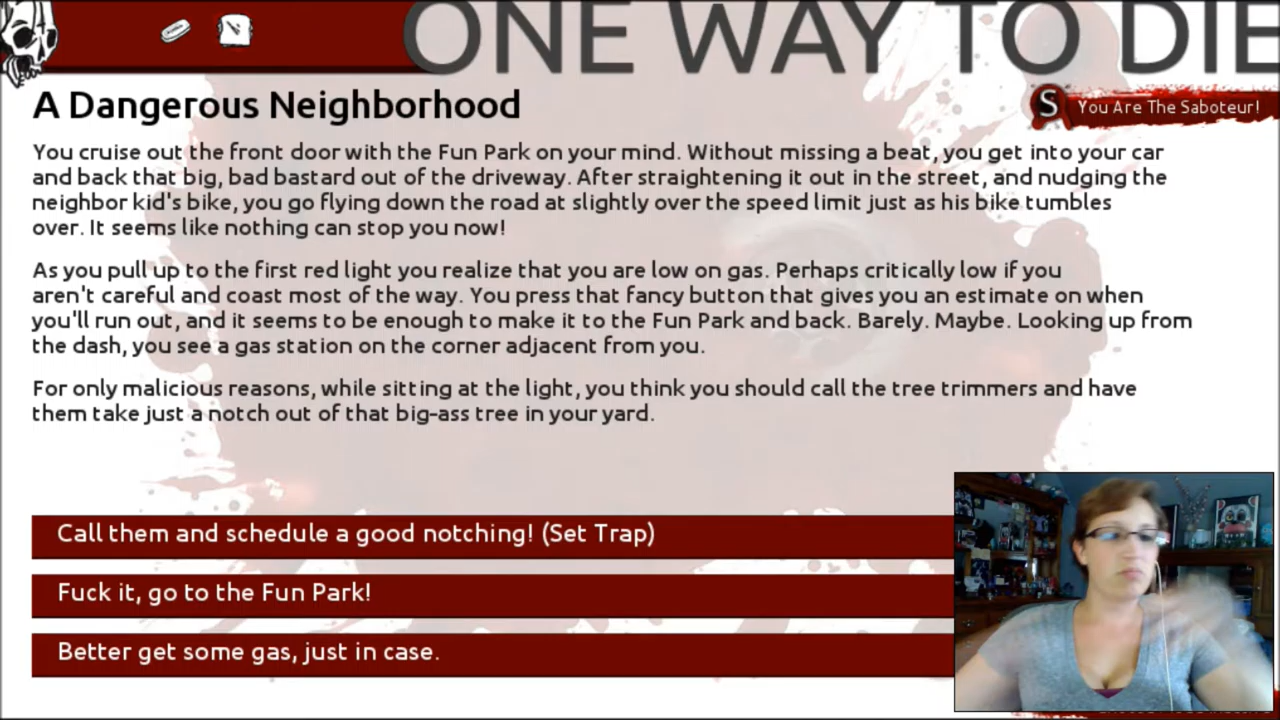 ONE WAY TO DIE
A Dangerous Neighborhood
S You Are The Saboteur!
You cruise out the front door with the Fun Park on your mind. Without missing a beat, you get into your car
and back that big, bad bastard out of the driveway. After straightening it out in the street, and nudging the
neighbor kid's bike, you go flying down the road at slightly over the speed limit just as his bike tumbles
over. It seems like nothing can stop you now!
As you pull up to the first red light you realize that you are low on gas. Perhaps critically low if you
aren't careful and coast most of the way. You press that fancy button that gives you an estimate on when
you'll run out, and it seems to be enough to make it to the Fun Park and back. Barely. Maybe. Looking up from
the dash, you see a gas station on the corner adjacent from you.
For only malicious reasons, while sitting at the light, you think you should call the tree trimmers and have
them take just a notch out of that big-ass tree in your yard.
Call them and schedule a good notching! (Set Trap)
Fuck it, go to the Fun Park!
Better get some gas, just in case.